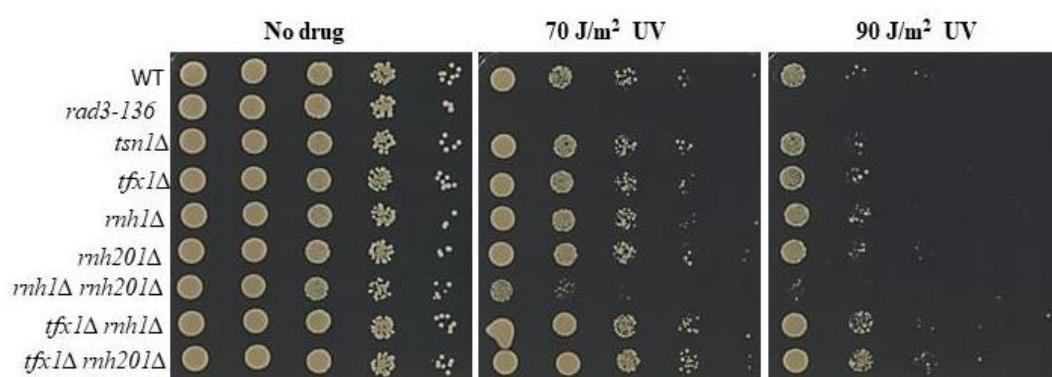 No drug 70 J/m² UV 90 J/m² UV
WT
rad3-136
tsn1Δ
tfx1Δ
rnh1Δ
rnh201Δ
rnh1Δ rnh201Δ
tfx1Δ rnh1Δ
tfx1Δ rnh201Δ